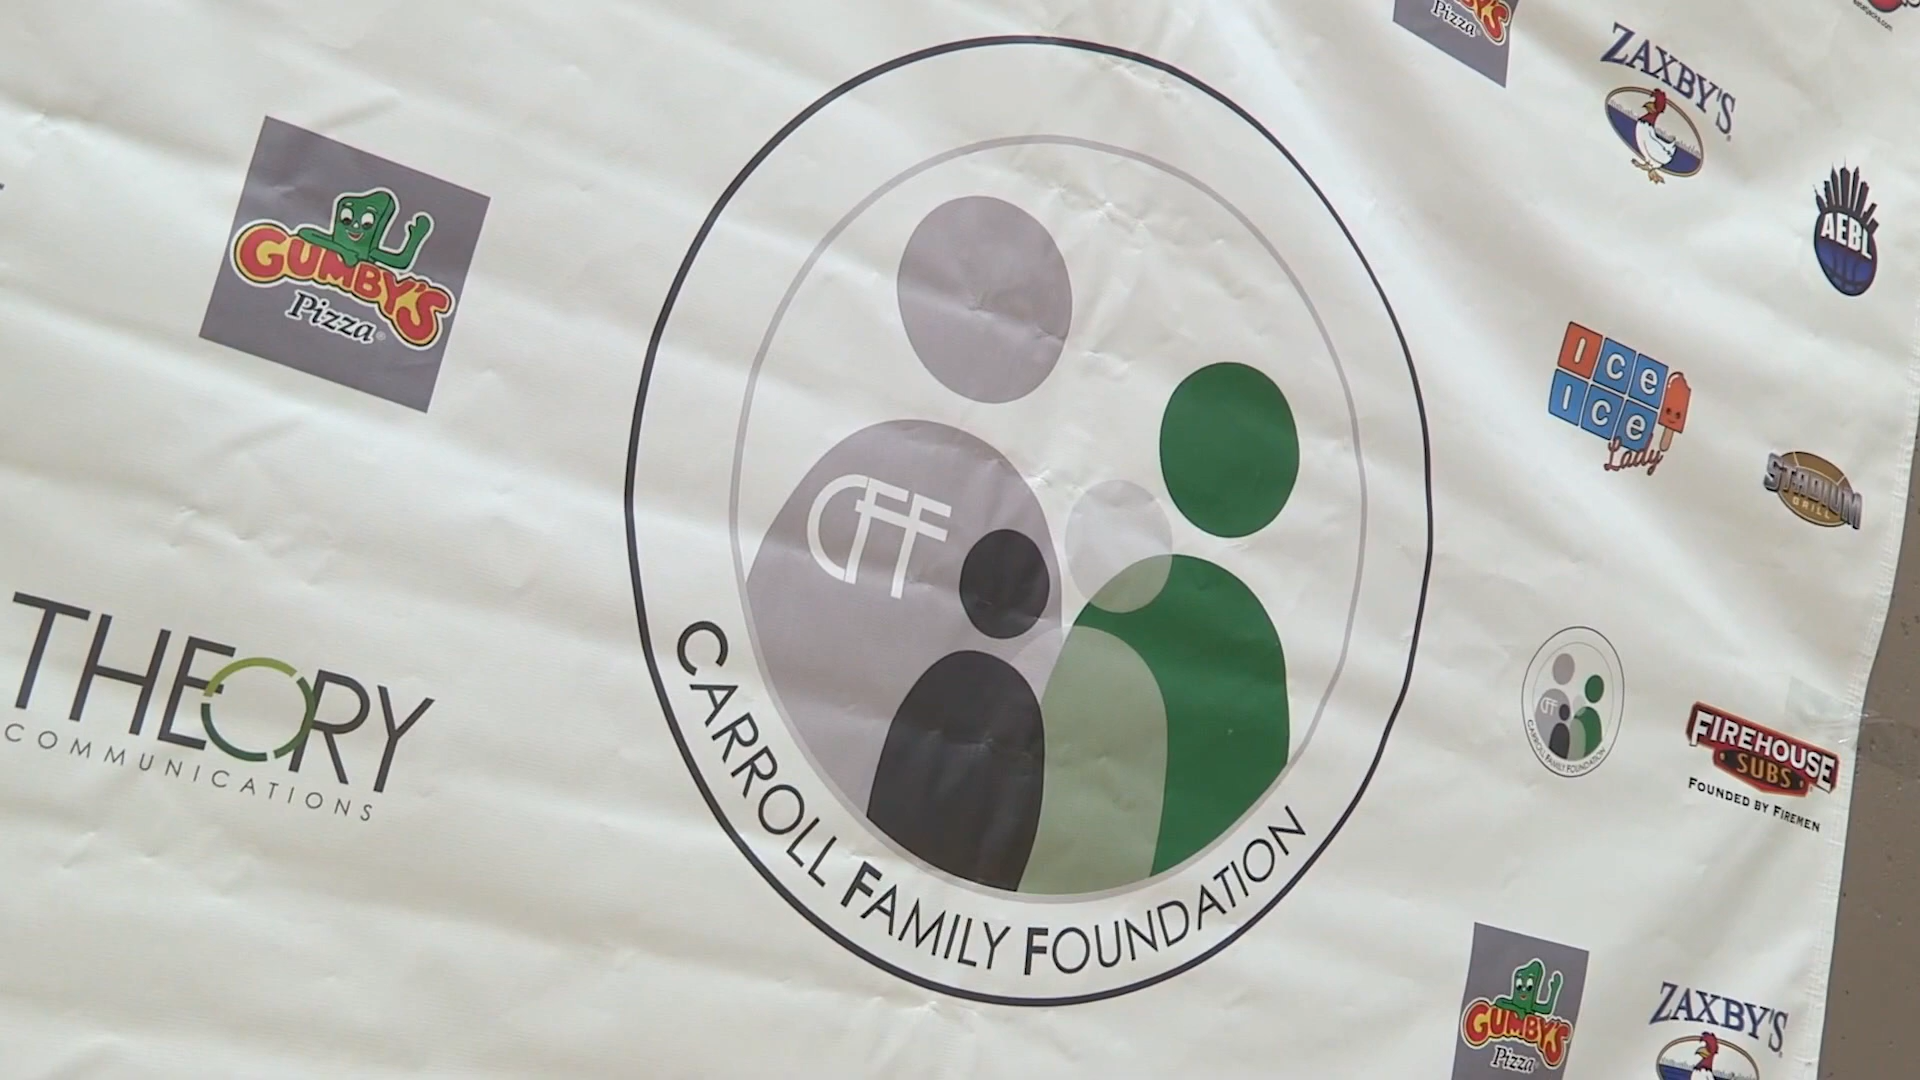 Pizza
ZAXBY'S
AEBL
GUMBY'S
Pizza
ICE
ICE
Lady
STADIUM
GRILL
CFF
THEORY
COMMUNICATIONS
CARROLL FAMILY FOUNDATION
CFF
CARROLL FAMILY FOUNDATION
FIREHOUSE
SUBS
FOUNDED BY FIREMEN
GUMBY'S
Pizza
ZAXBY'S